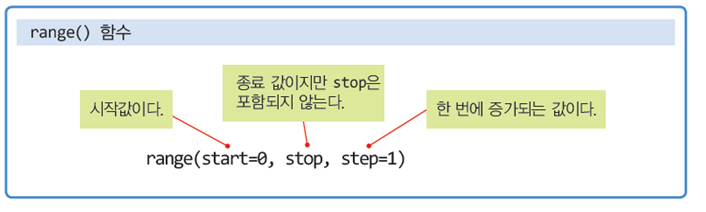 range() 함수
종료 값이지만 stop은
포함되지 않는다.
시작값이다.
한 번에 증가되는 값이다.
range(start=0, stop, step=1)